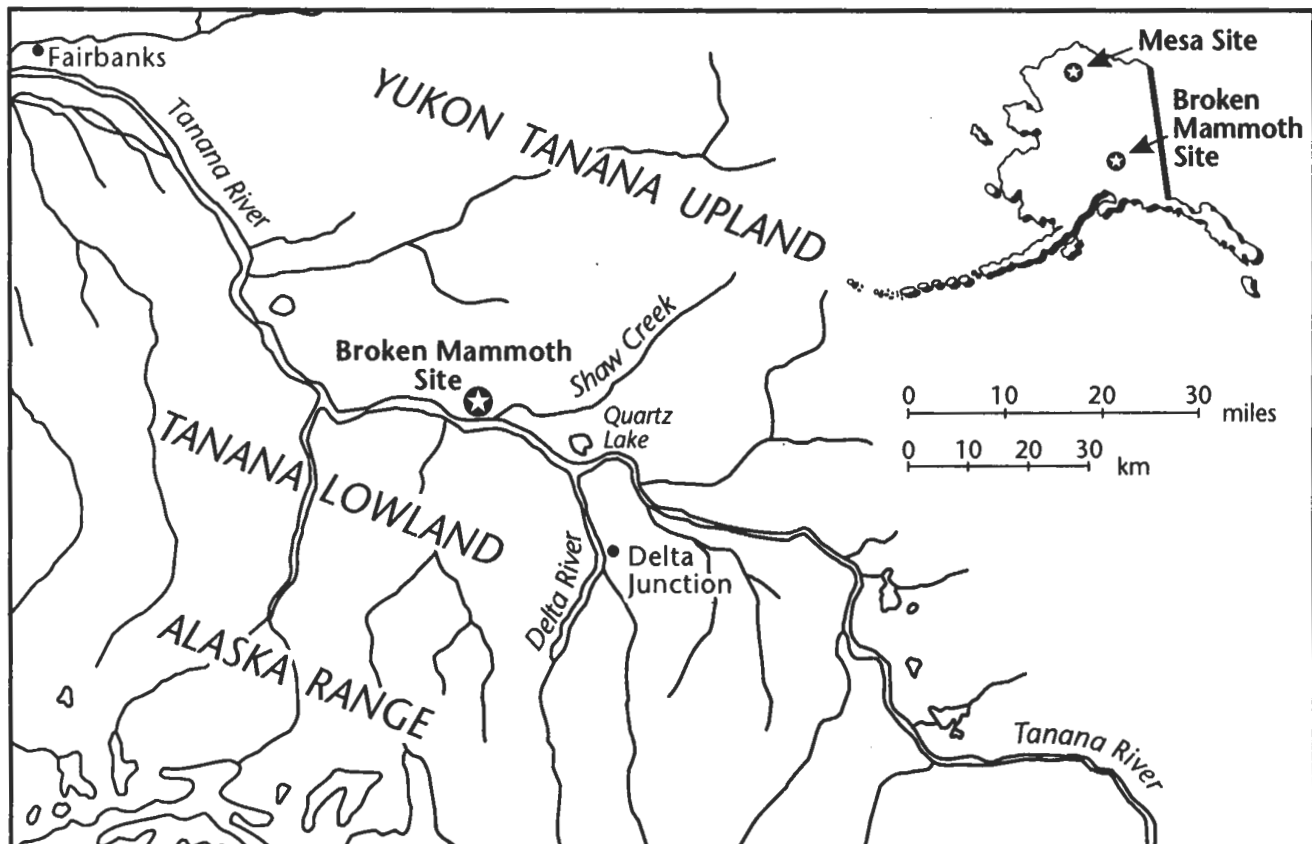 Fairbanks
Tanana River
YUKON TANANA UPLAND
Mesa Site
Broken
Mammoth
Site
Broken Mammoth
Site
Shaw Creek
Quartz
Lake
0 10 20 30 miles
0 10 20 30 km
TANANA LOWLAND
Delta River
Delta
Junction
ALASKA RANGE
Tanana River